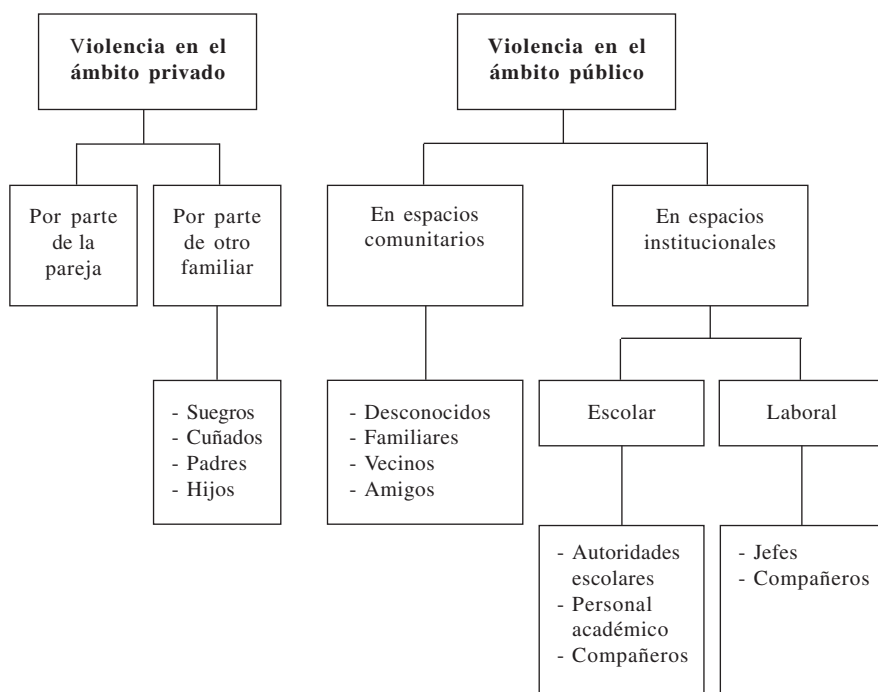 Violencia en el
ámbito privado
Violencia en el
ámbito público
Por parte
de la
pareja
Por parte
de otro
familiar
En espacios
comunitarios
En espacios
institucionales
- Suegros
- Cuñados
- Padres
- Hijos
- Desconocidos
- Familiares
- Vecinos
- Amigos
Escolar
Laboral
- Autoridades
escolares
- Personal
académico
- Compañeros
- Jefes
- Compañeros